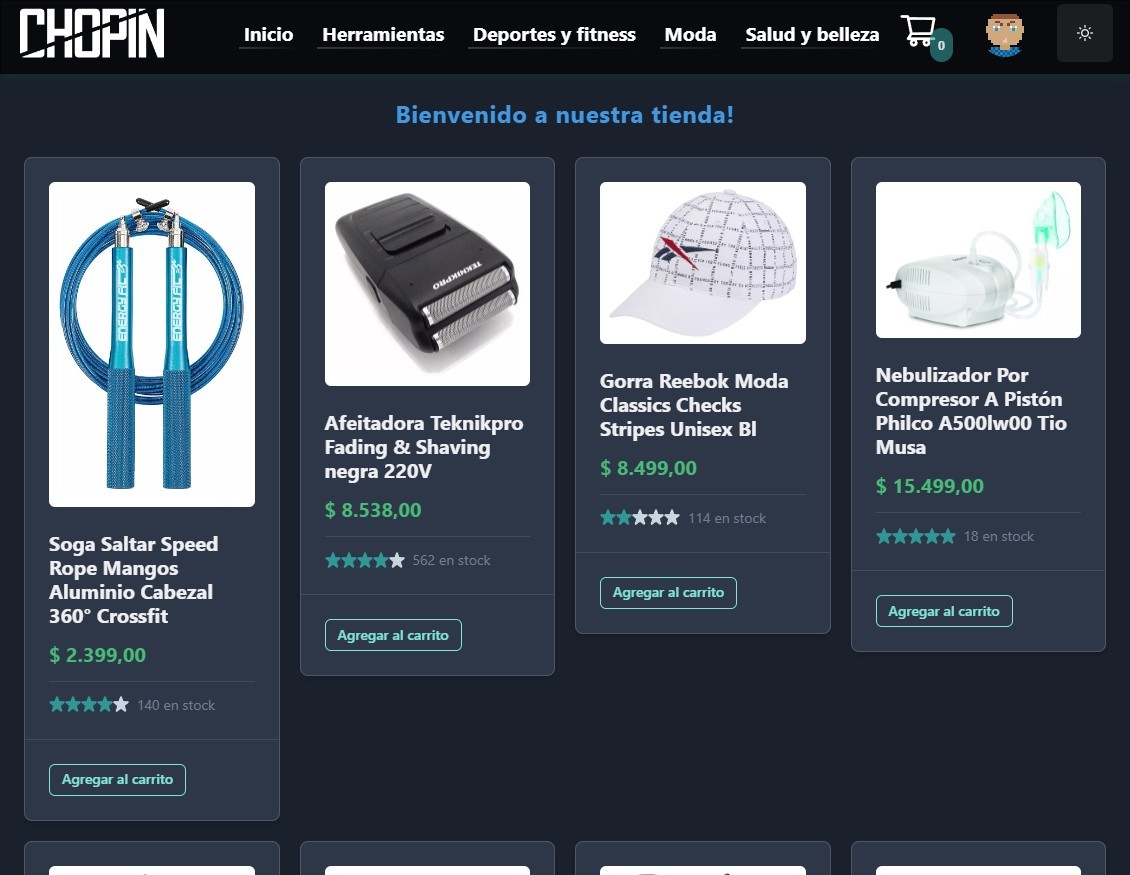 CHOPIN
Inicio
Herramientas
Deportes y fitness
Moda
Salud y belleza
0
Bienvenido a nuestra tienda!
ENERGY FIT
ENERGY FIT
Soga Saltar Speed
Rope Mangos
Aluminio Cabezal
360° Crossfit
$ 2.399,00
140 en stock
Agregar al carrito
TEKNIKPRO
TEKNIKPRO
Afeitadora Teknikpro
Fading & Shaving
negra 220V
$ 8.538,00
562 en stock
Agregar al carrito
Gorra Reebok Moda
Classics Checks
Stripes Unisex Bl
$ 8.499,00
114 en stock
Agregar al carrito
Nebulizador Por
Compresor A Pistón
Philco A500lw00 Tio
Musa
$ 15.499,00
18 en stock
Agregar al carrito